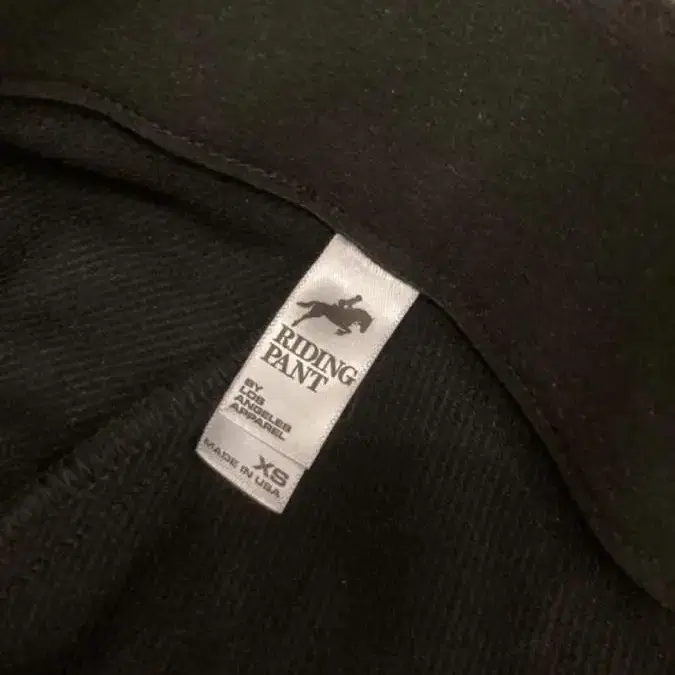 RIDING
PANT
BY
LOS
ANGELES
APPAREL
XS
MADE IN USA